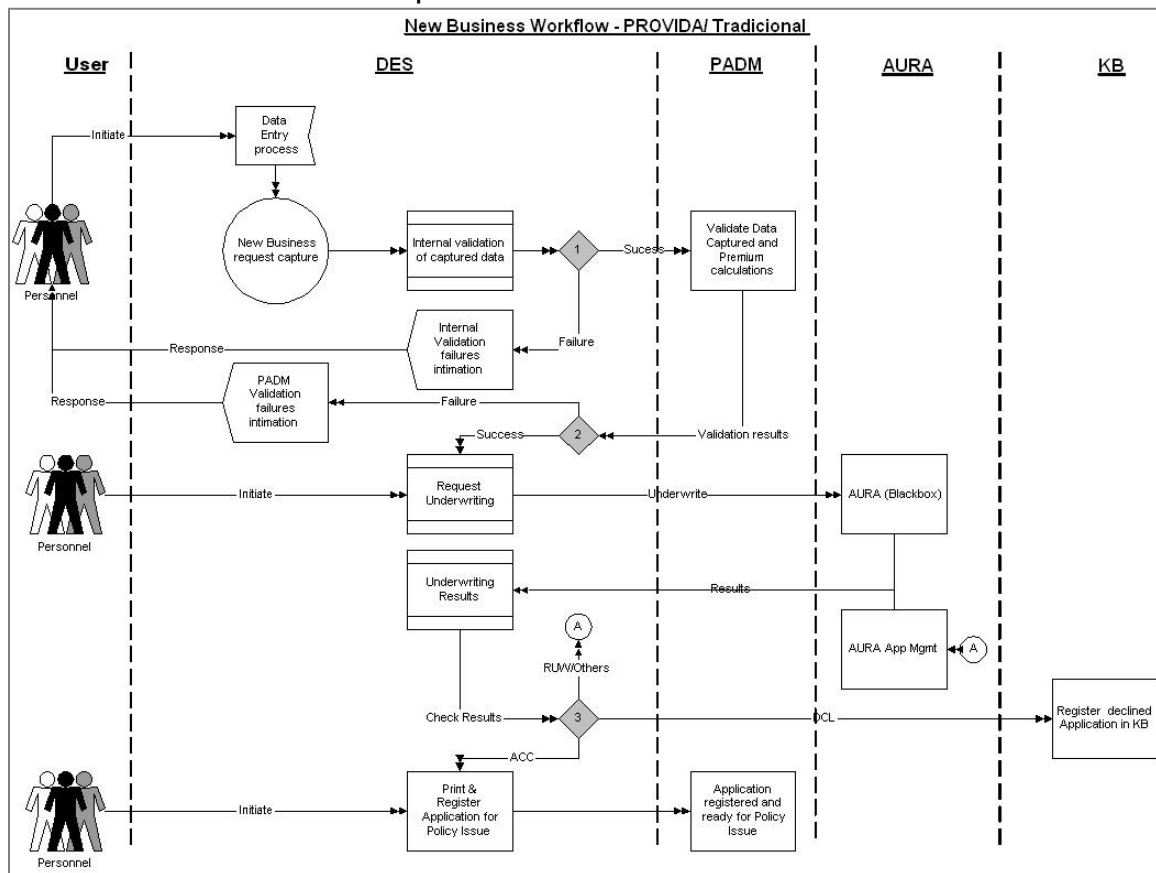 New Business Workflow - PROVIDA/ Tradicional
User
DES
PADM
AURA
KB
Initiate
Data
Entry
process
New Business
request capture
Internal validation
of captured data
1
Sucess
Validate Data
Captured and
Premium
calculations
Personnel
Response
Internal
Validation
failures
intimation
Failure
Response
PADM
Validation
failures
intimation
Failure
Success
2
Validation results
Personnel
Initiate
Request
Underwriting
Underwrite
AURA (Blackbox)
Underwriting
Results
Results
A
RUW/Others
AURA App Mgmt
A
Check Results
3
DCL
Register declined
Application in KB
ACC
Personnel
Initiate
Print &
Register
Application for
Policy Issue
Application
registered and
ready for Policy
Issue